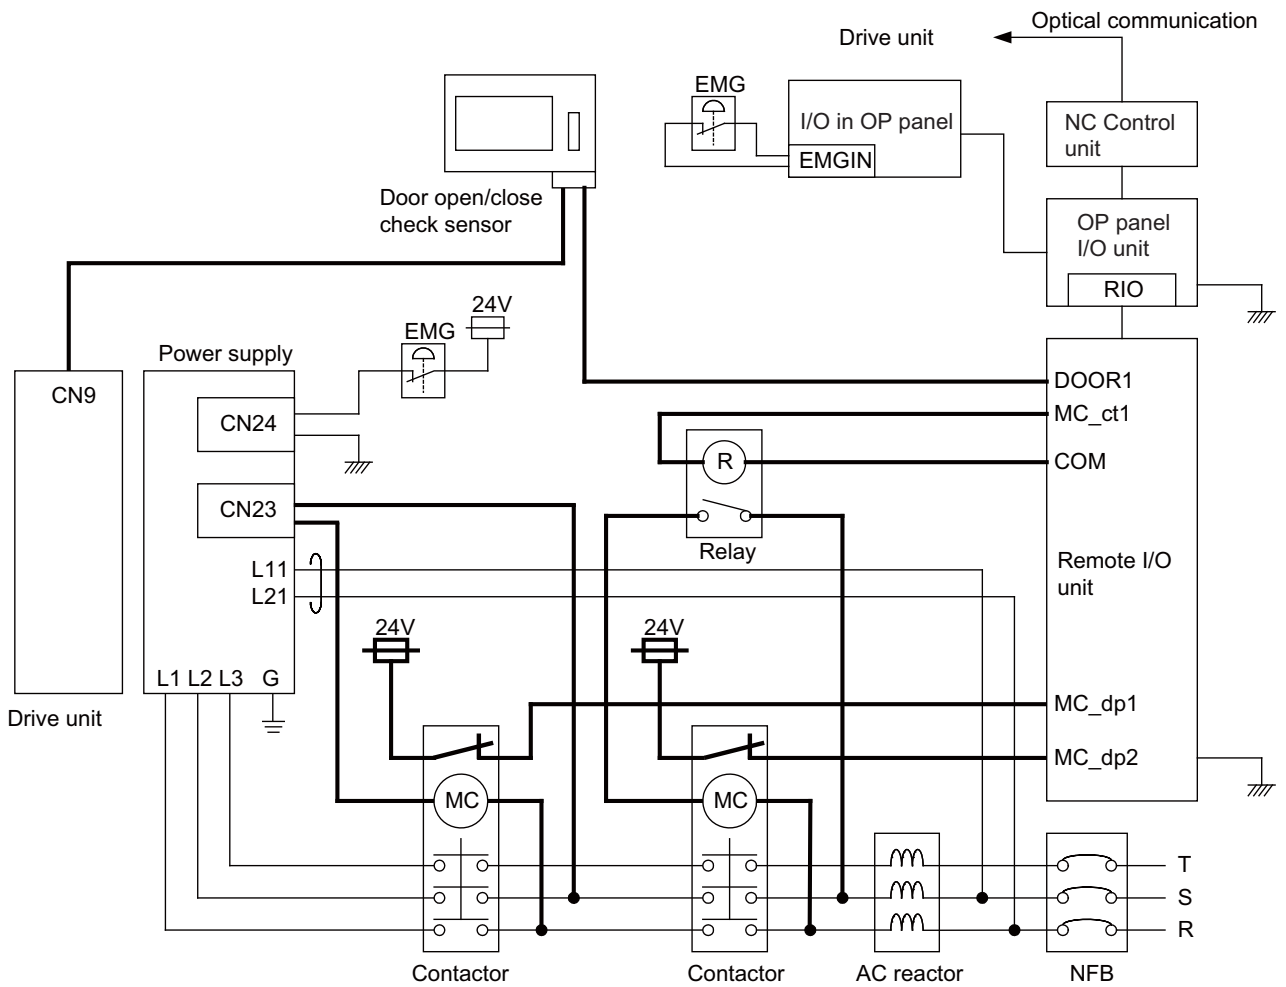 Optical communication
Drive unit
EMG
I/O in OP panel
EMGIN
NC Control
unit
OP panel
I/O unit
RIO
Door open/close
check sensor
24V
EMG
Power supply
CN9
CN24
CN23
L11
L21
L1 L2 L3 G
Drive unit
DOOR1
MC_ct1
COM
R
Relay
Remote I/O
unit
24V
24V
MC_dp1
MC_dp2
MC
MC
T
S
R
Contactor
Contactor
AC reactor
NFB